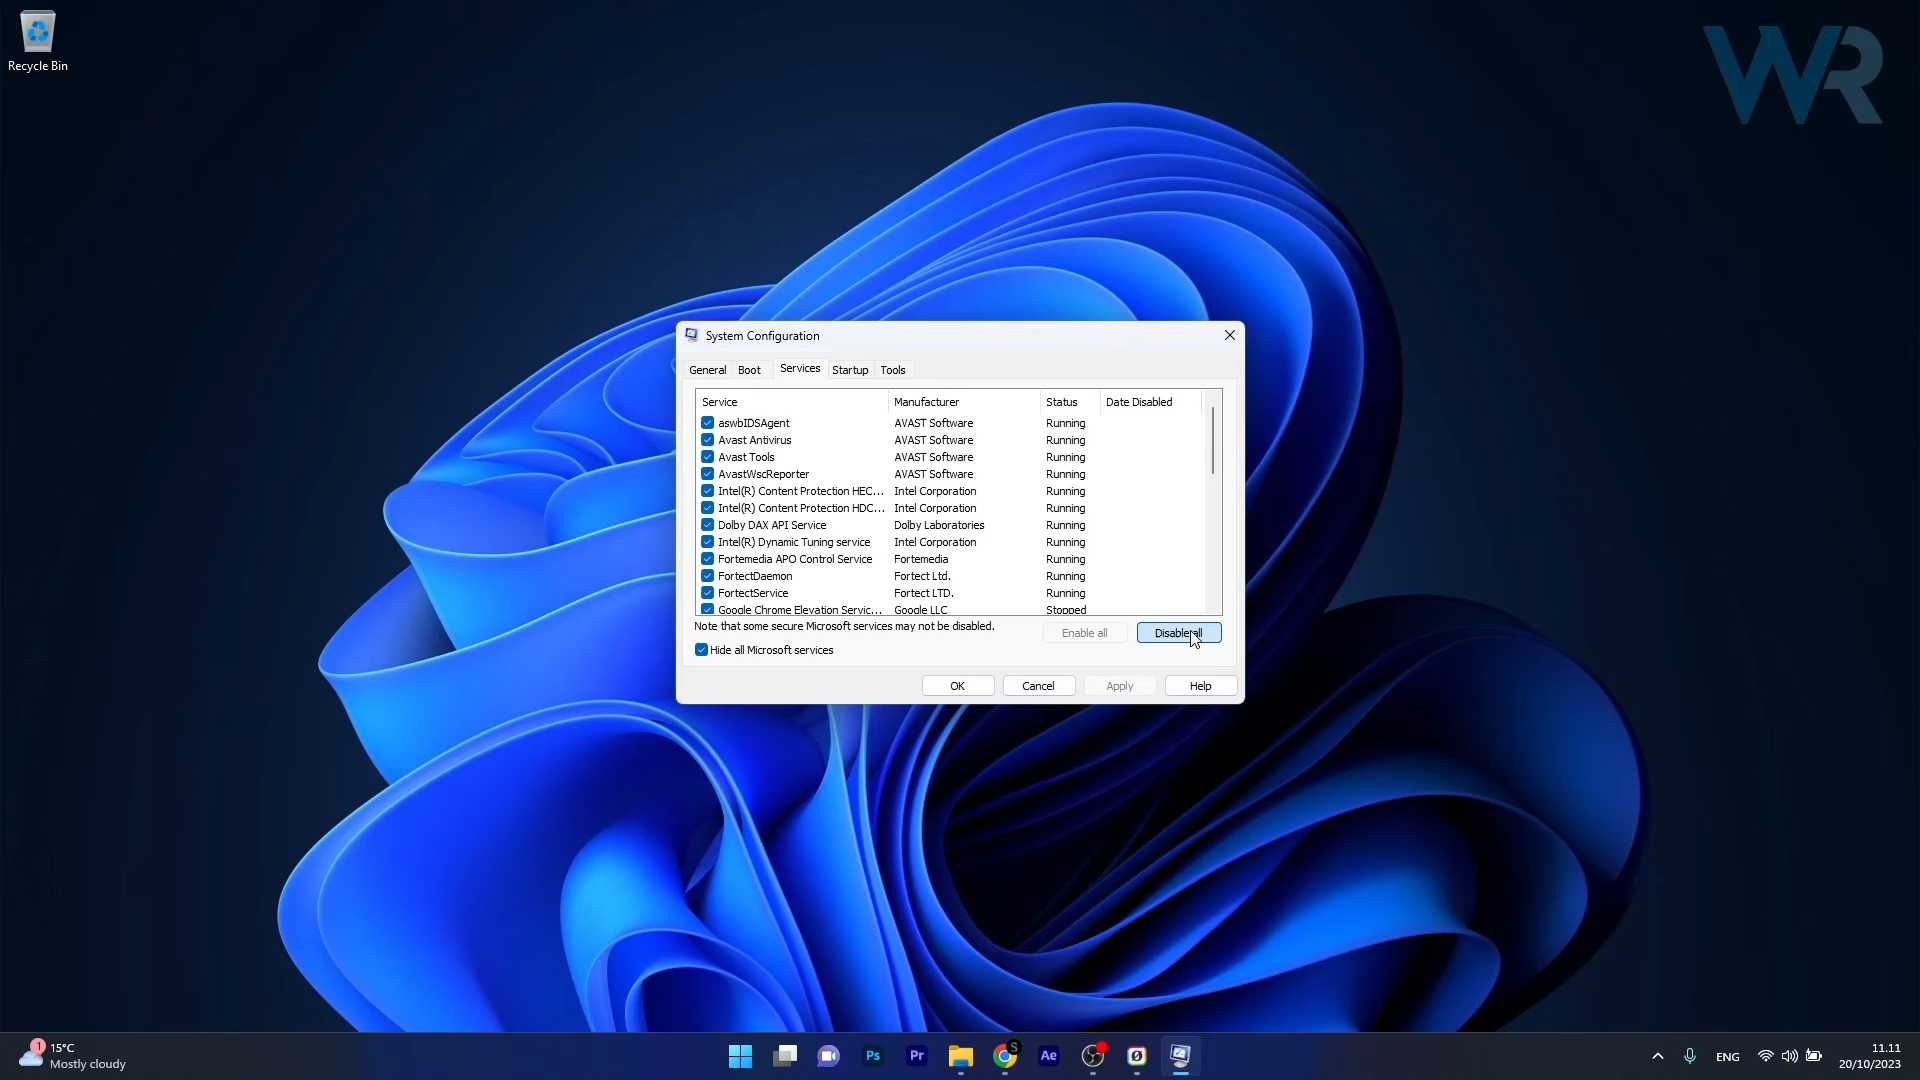 Recycle Bin
WR
System Configuration
General Boot Services Startup Tools
Service Manufacturer Status Date Disabled
aswbIDSAgent AVAST Software Running
Avast Antivirus AVAST Software Running
Avast Tools AVAST Software Running
AvastWscReporter AVAST Software Running
Intel(R) Content Protection HEC... Intel Corporation Running
Intel(R) Content Protection HDC... Intel Corporation Running
Dolby DAX API Service Dolby Laboratories Running
Intel(R) Dynamic Tuning service Intel Corporation Running
Fortemedia APO Control Service Fortemedia Running
FortectDaemon Fortect Ltd. Running
FortectService Fortect LTD. Running
Google Chrome Elevation Servic... Google LLC Stopped
Note that some secure Microsoft services may not be disabled.
Enable all Disable all
Hide all Microsoft services
OK Cancel Apply Help
1 15°C
Mostly cloudy
Ps Pr S Ae
ENG
11.11
20/10/2023